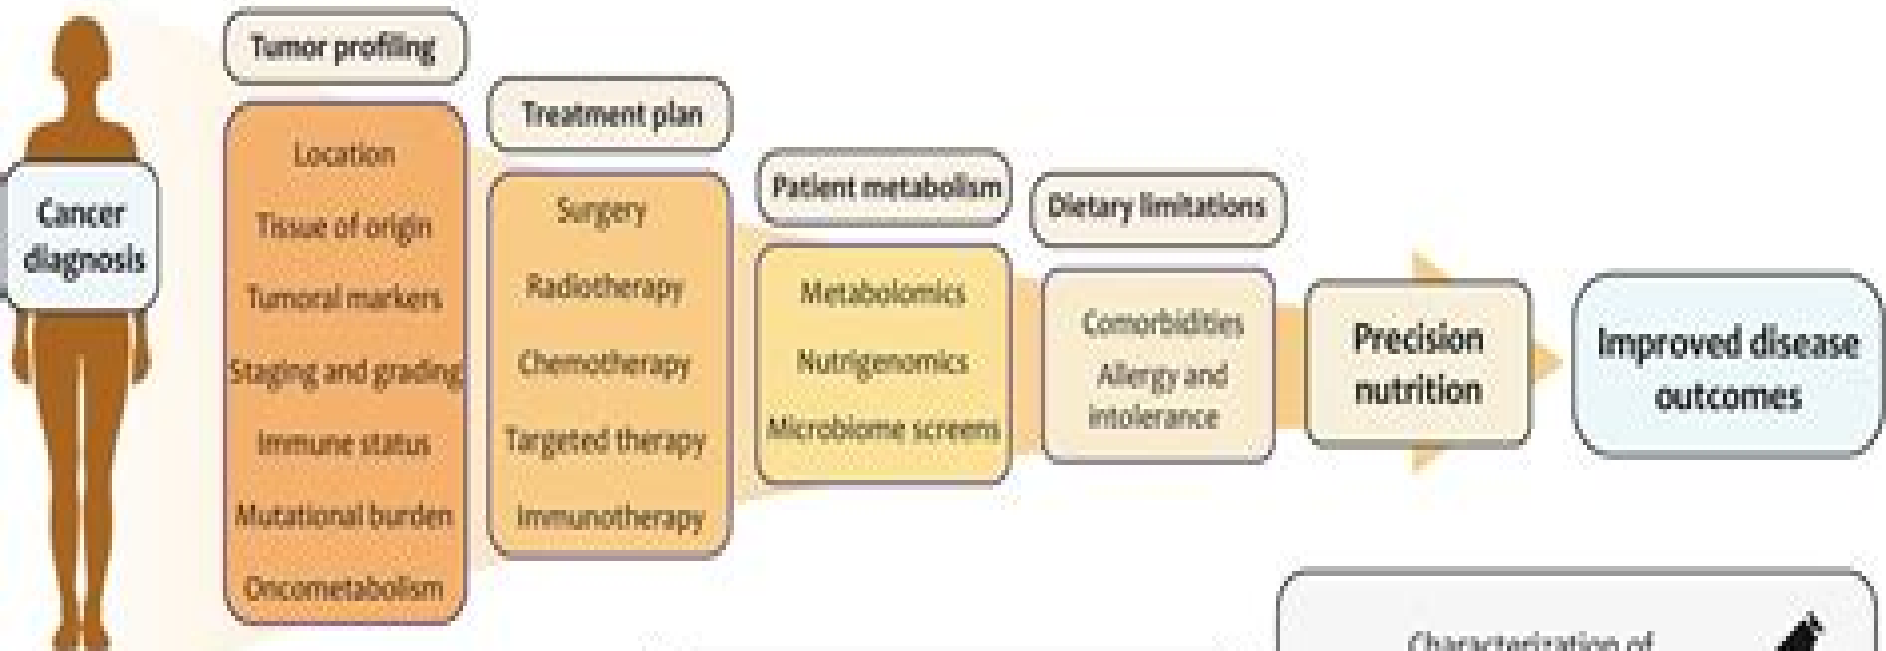 Cancer
diagnosis
Tumor profiling
Location
Tissue of origin
Tumoral markers
Staging and grading
Immune status
Mutational burden
Oncometabolism
Treatment plan
Surgery
Radiotherapy
Chemotherapy
Targeted therapy
Immunotherapy
Patient metabolism
Metabolomics
Nutrigenomics
Microbiome screens
Dietary limitations
Comorbidities
Allergy and
intolerance
Precision
nutrition
Improved disease
outcomes
Characterization of